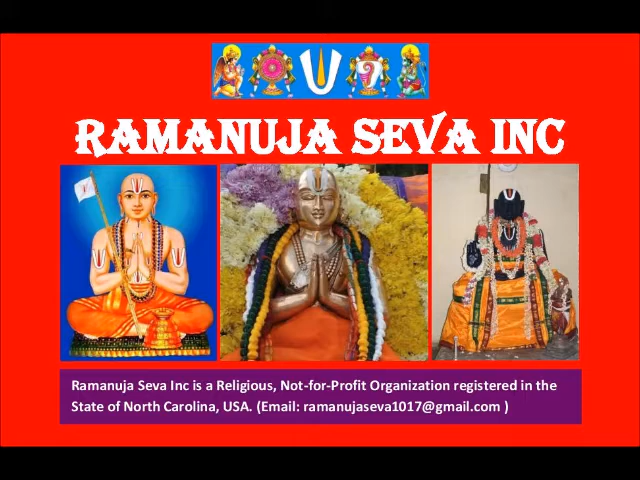 RAMANUJA SEVA INC
Ramanuja Seva Inc is a Religious, Not-for-Profit Organization registered in the
State of North Carolina, USA. (Email: ramanujaseva1017@gmail.com )